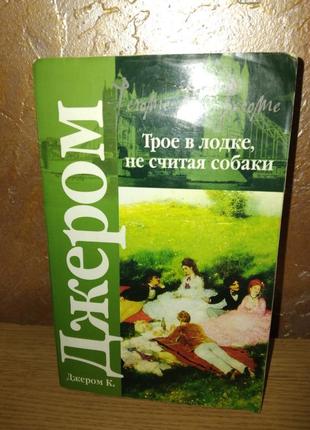 Джером
Трое в лодке,
не считая собаки
Джером К.